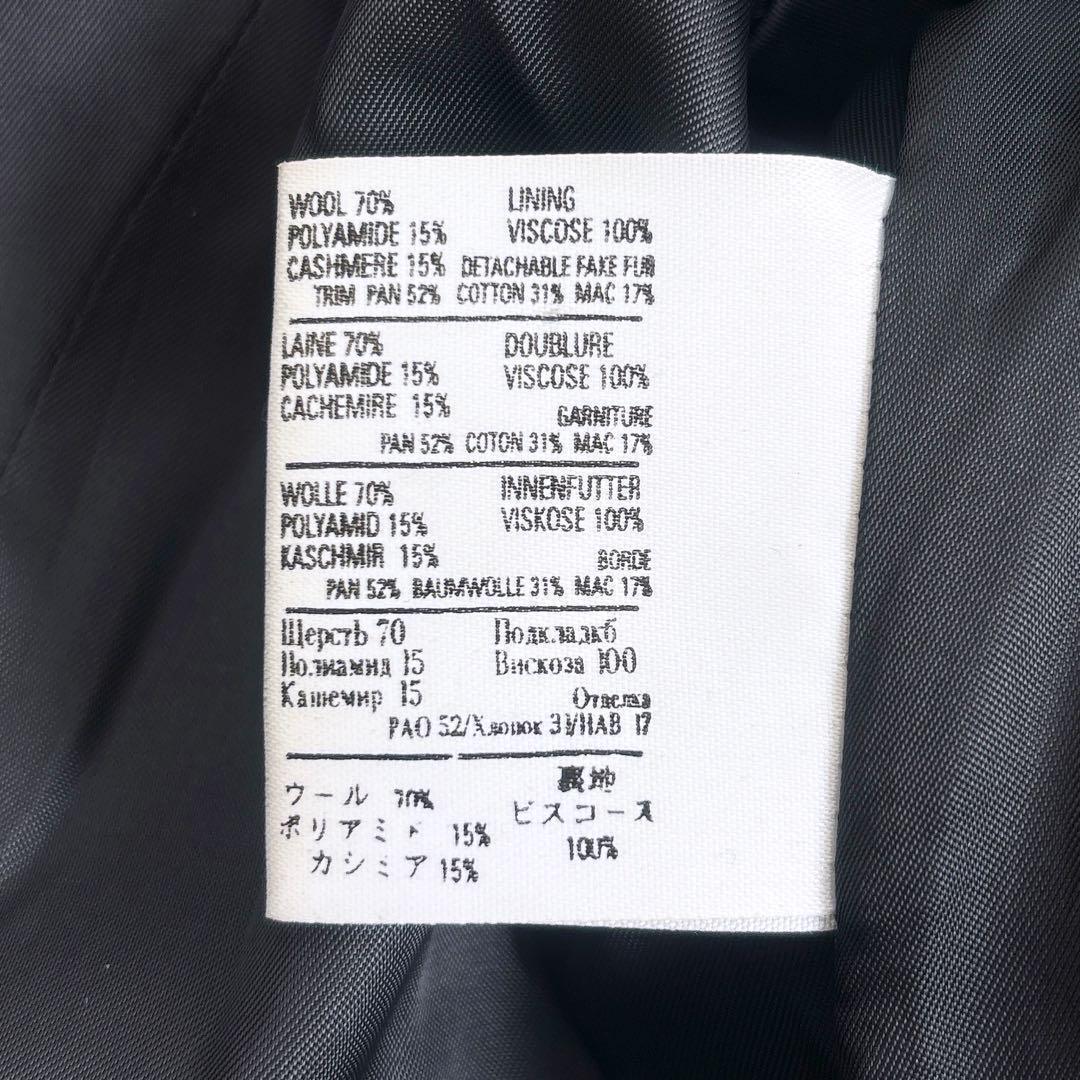 WOOL 70% LINING
POLYAMIDE 15% VISCOSE 100%
CASHMERE 15% DETACHABLE FAKE FUR
TRIM PAN 52% COTTON 31% MAC 17%
LAINE 70% DOUBLURE
POLYAMIDE 15% VISCOSE 100%
CACHEMIRE 15% GARNITURE
PAN 52% COTON 31% MAC 17%
WOLLE 70% INNENFUTTER
POLYAMID 15% VISKOSE 100%
KASCHMIR 15% BORDE
PAN 52% BAUMWOLLE 31% MAC 17%
Шерсть 70 Подкладкб
Полиамид 15 Вискоза 100
Кашемир 15 Отделка
РАО 52/Хлопок 31/НАВ 17
ウール 70% 裏地
ポリアミド 15% ビスコース
カシミア 15% 100%